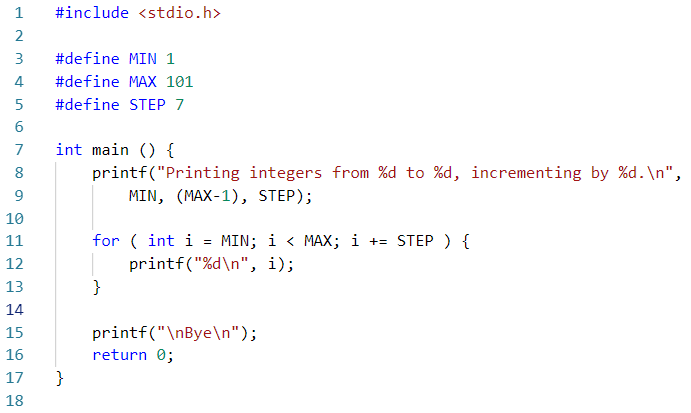 1 #include <stdio.h>
2
3 #define MIN 1
4 #define MAX 101
5 #define STEP 7
6
7 int main () {
8     printf("Printing integers from %d to %d, incrementing by %d.\n",
9         MIN, (MAX-1), STEP);
10
11     for ( int i = MIN; i < MAX; i += STEP ) {
12         printf("%d\n", i);
13     }
14
15     printf("\nBye\n");
16     return 0;
17 }
18